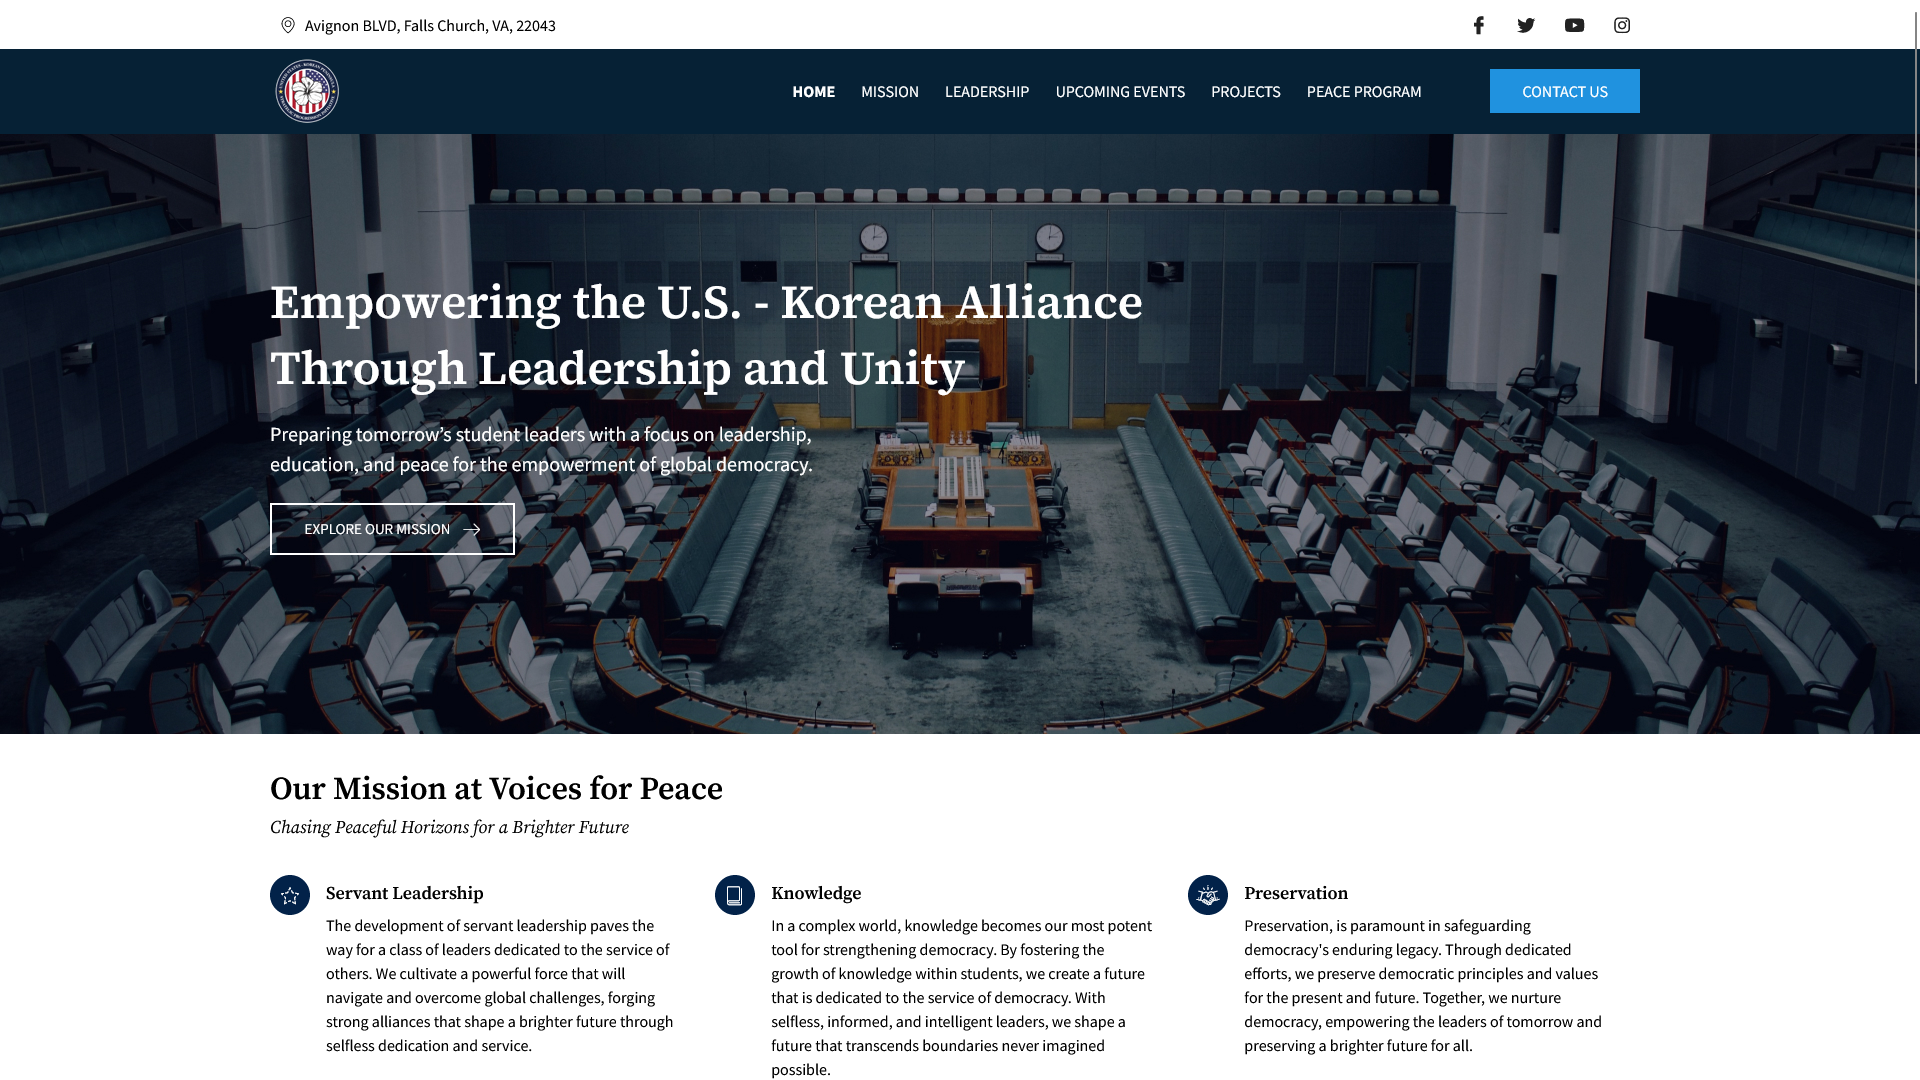 Avignon BLVD, Falls Church, VA, 22043
HOME MISSION LEADERSHIP UPCOMING EVENTS PROJECTS PEACE PROGRAM CONTACT US
Empowering the U.S. - Korean Alliance
Through Leadership and Unity
Preparing tomorrow’s student leaders with a focus on leadership,
education, and peace for the empowerment of global democracy.
EXPLORE OUR MISSION
Our Mission at Voices for Peace
Chasing Peaceful Horizons for a Brighter Future
Servant Leadership
The development of servant leadership paves the
way for a class of leaders dedicated to the service of
others. We cultivate a powerful force that will
navigate and overcome global challenges, forging
strong alliances that shape a brighter future through
selfless dedication and service.
Knowledge
In a complex world, knowledge becomes our most potent
tool for strengthening democracy. By fostering the
growth of knowledge within students, we create a future
that is dedicated to the service of democracy. With
selfless, informed, and intelligent leaders, we shape a
future that transcends boundaries never imagined
possible.
Preservation
Preservation, is paramount in safeguarding
democracy's enduring legacy. Through dedicated
efforts, we preserve democratic principles and values
for the present and future. Together, we nurture
democracy, empowering the leaders of tomorrow and
preserving a brighter future for all.